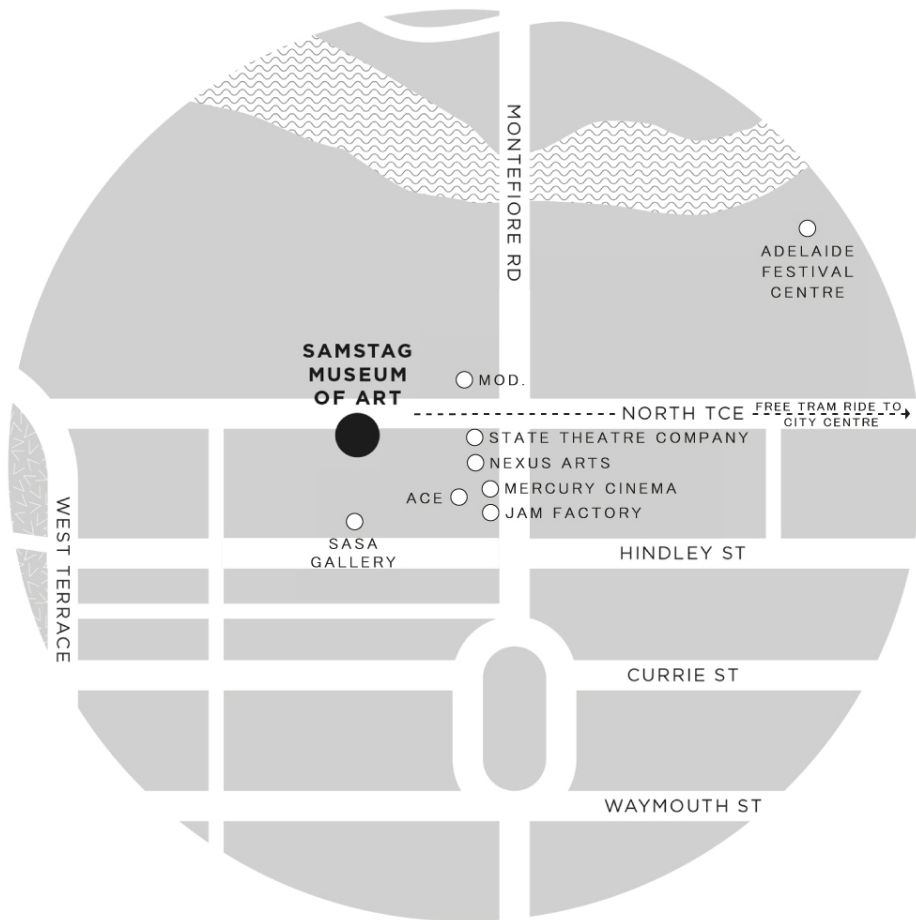 MONTEFIORE RD
ADELAIDE
FESTIVAL
CENTRE
SAMSTAG
MUSEUM
OF ART
MOD.
NORTH TCE
FREE TRAM RIDE TO
CITY CENTRE
STATE THEATRE COMPANY
NEXUS ARTS
MERCURY CINEMA
ACE
JAM FACTORY
SASA
GALLERY
WEST TERRACE
HINDLEY ST
CURRIE ST
WAYMOUTH ST